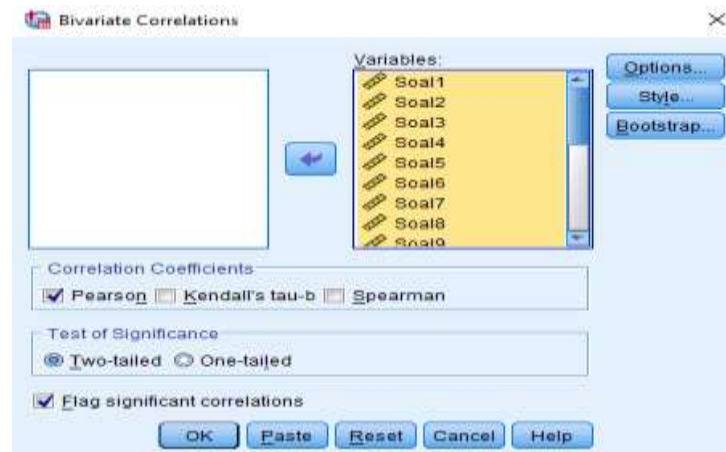 Bivariate Correlations
Variables:
Soal1
Soal2
Soal3
Soal4
Soal5
Soal6
Soal7
Soal8
Soal9
Options...
Style...
Bootstrap...
Correlation Coefficients
Pearson Kendall's tau-b Spearman
Test of Significance
Two-tailed One-tailed
Flag significant correlations
OK Paste Reset Cancel Help